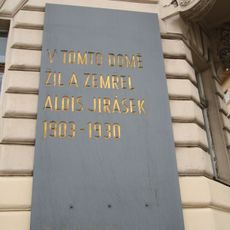 V TOMTO DOMĚ
ŽIL A ZEMŘEL
ALOIS JIRÁSEK
1903-1930